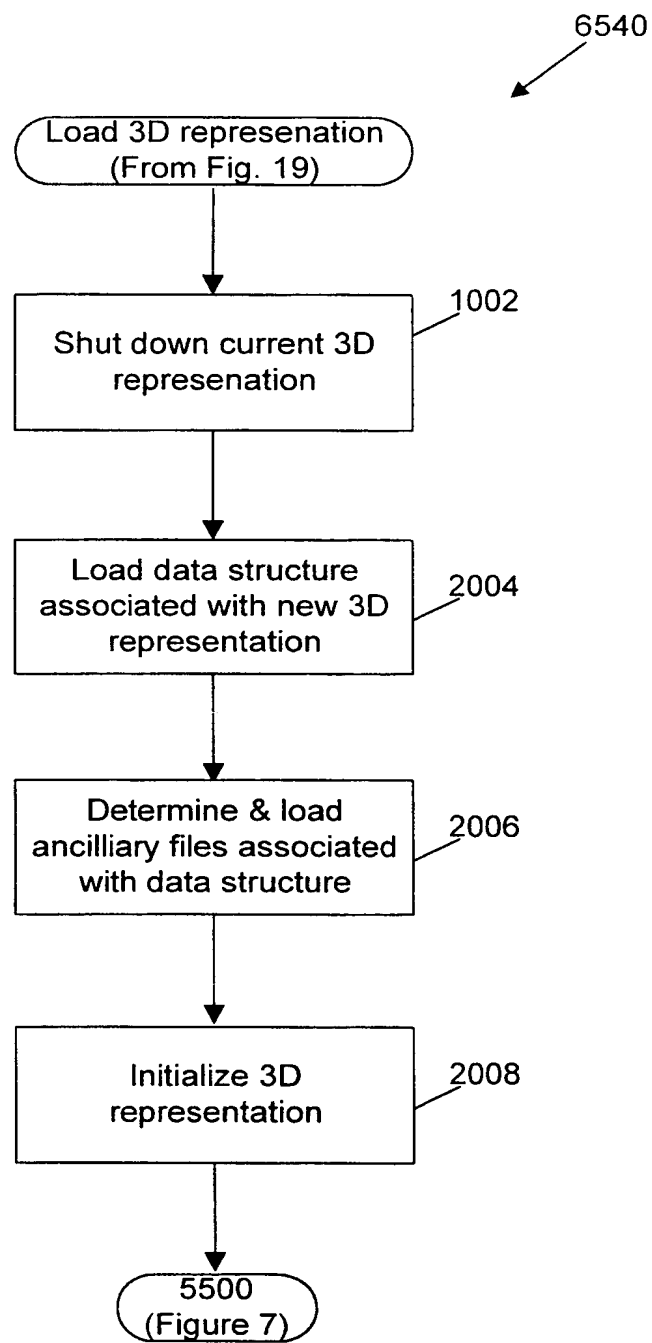 6540
Load 3D represenation
(From Fig. 19)
1002
Shut down current 3D
represenation
Load data structure
associated with new 3D
representation
2004
Determine & load
ancilliary files associated
with data structure
2006
Initialize 3D
representation
2008
5500
(Figure 7)